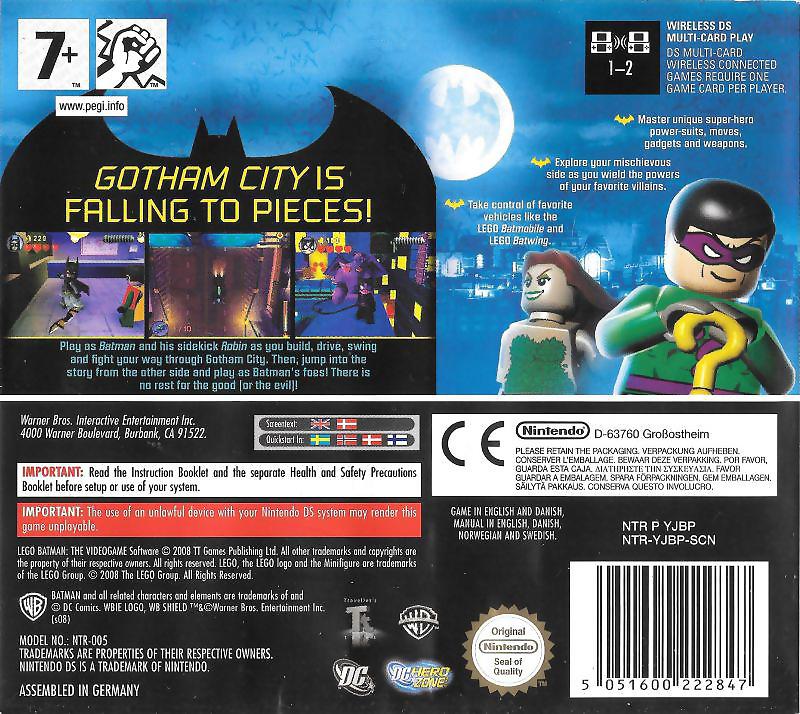 7+
TM
TM
www.pegi.info
WIRELESS DS
MULTI-CARD PLAY
DS MULTI-CARD
WIRELESS CONNECTED
GAMES REQUIRE ONE
GAME CARD PER PLAYER.
1–2
Master unique super-hero
power-suits, moves,
gadgets and weapons.
Explore your mischievous
side as you wield the powers
of your favorite villains.
Take control of favorite
vehicles like the
LEGO Batmobile and
LEGO Batwing.
GOTHAM CITY IS
FALLING TO PIECES!
220
1/10
Play as Batman and his sidekick Robin as you build, drive, swing
and fight your way through Gotham City. Then, jump into the
story from the other side and play as Batman's foes! There is
no rest for the good (or the evil)!
Warner Bros. Interactive Entertainment Inc.
4000 Warner Boulevard, Burbank, CA 91522.
Screentext:
Quickstart In:
IMPORTANT: Read the Instruction Booklet and the separate Health and Safety Precautions
Booklet before setup or use of your system.
IMPORTANT: The use of an unlawful device with your Nintendo DS system may render this
game unplayable.
LEGO BATMAN: THE VIDEOGAME Software © 2008 TT Games Publishing Ltd. All other trademarks and copyrights are
the property of their respective owners. All rights reserved. LEGO, the LEGO logo and the Minifigure are trademarks
of the LEGO Group. © 2008 The LEGO Group. All Rights Reserved.
WB
BATMAN and all related characters and elements are trademarks of and
© DC Comics. WBIE LOGO, WB SHIELD ™&©Warner Bros. Entertainment Inc.
(s08)
MODEL NO.: NTR-005
TRADEMARKS ARE PROPERTIES OF THEIR RESPECTIVE OWNERS.
NINTENDO DS IS A TRADEMARK OF NINTENDO.
ASSEMBLED IN GERMANY
CE
Nintendo D-63760 Großostheim
PLEASE RETAIN THE PACKAGING. VERPACKUNG AUFHEBEN.
CONSERVER L'EMBALLAGE. BEWAAR DEZE VERPAKKING. POR FAVOR,
GUARDA ESTA CAJA. ΔΙΑΤΗΡΗΣΤΕ ΤΗΝ ΣΥΣΚΕΥΑΣΙΑ. FAVOR
GUARDAR A EMBALAGEM. SPARA FÖRPACKNINGEN. GEM EMBALLAGEN.
SÄILYTÄ PAKKAUS. CONSERVA QUESTO INVOLUCRO.
GAME IN ENGLISH AND DANISH,
MANUAL IN ENGLISH, DANISH,
NORWEGIAN AND SWEDISH.
NTR P YJBP
NTR-YJBP-SCN
Traveller's
DC
DC HERO
ZONE
Original
Nintendo
Seal of
Quality
TM
5 051600 222847